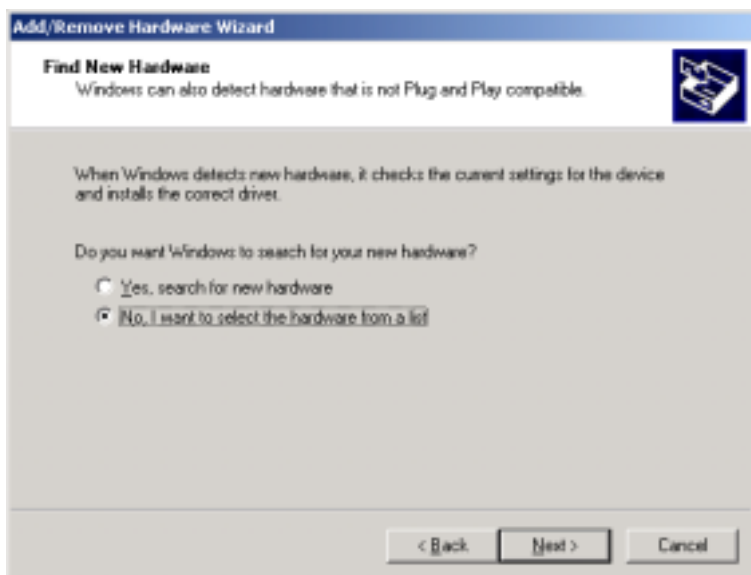 Add/Remove Hardware Wizard
Find New Hardware
Windows can also detect hardware that is not Plug and Play compatible.
When Windows detects new hardware, it checks the current settings for the device
and installs the correct driver.
Do you want Windows to search for your new hardware?
Yes, search for new hardware
No, I want to select the hardware from a list
< Back Next > Cancel